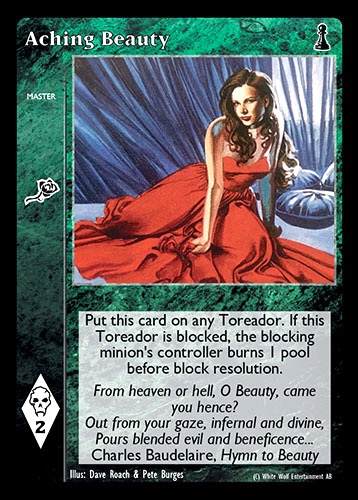 Aching Beauty
MASTER
Put this card on any Toreador. If this
Toreador is blocked, the blocking
minion's controller burns 1 pool
before block resolution.
From heaven or hell, O Beauty, came
you hence?
Out from your gaze, infernal and divine,
Pours blended evil and beneficence...
Charles Baudelaire, Hymn to Beauty
2
Illus: Dave Roach & Pete Burges
(C) White Wolf Entertainment AB